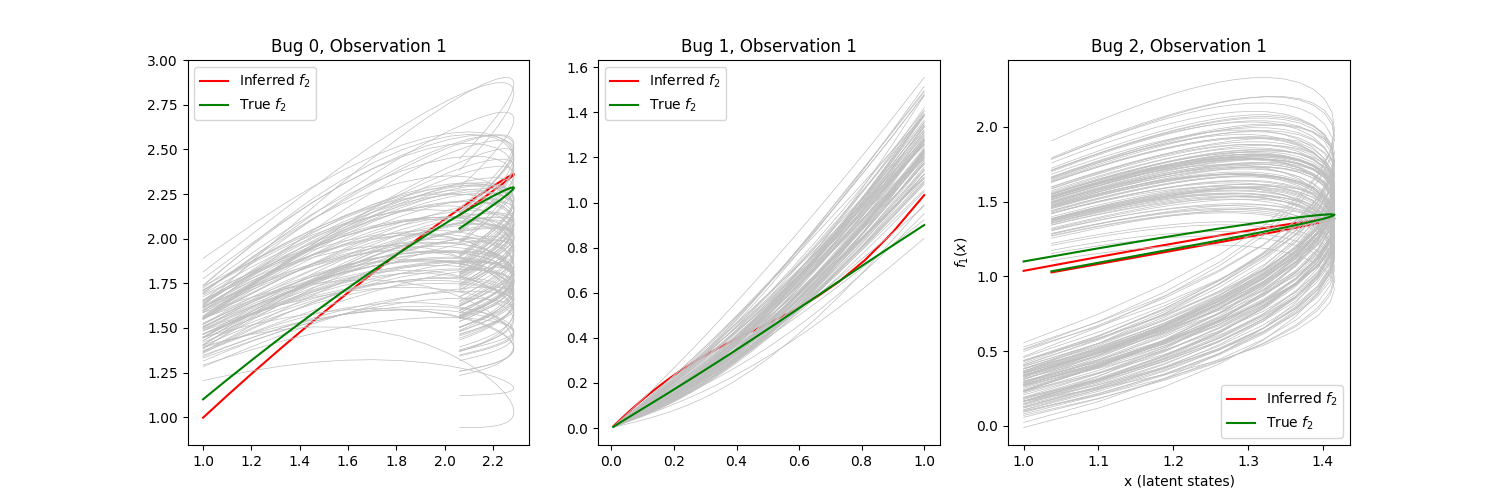 Bug 0, Observation 1
Inferred f₂
True f₂
3.00
2.75
2.50
2.25
2.00
1.75
1.50
1.25
1.00
1.0 1.2 1.4 1.6 1.8 2.0 2.2
Bug 1, Observation 1
Inferred f₂
True f₂
1.6
1.4
1.2
1.0
0.8
0.6
0.4
0.2
0.0
0.0 0.2 0.4 0.6 0.8 1.0
Bug 2, Observation 1
f₁(x)
2.0
1.5
1.0
0.5
0.0
Inferred f₂
True f₂
1.0 1.1 1.2 1.3 1.4
x (latent states)